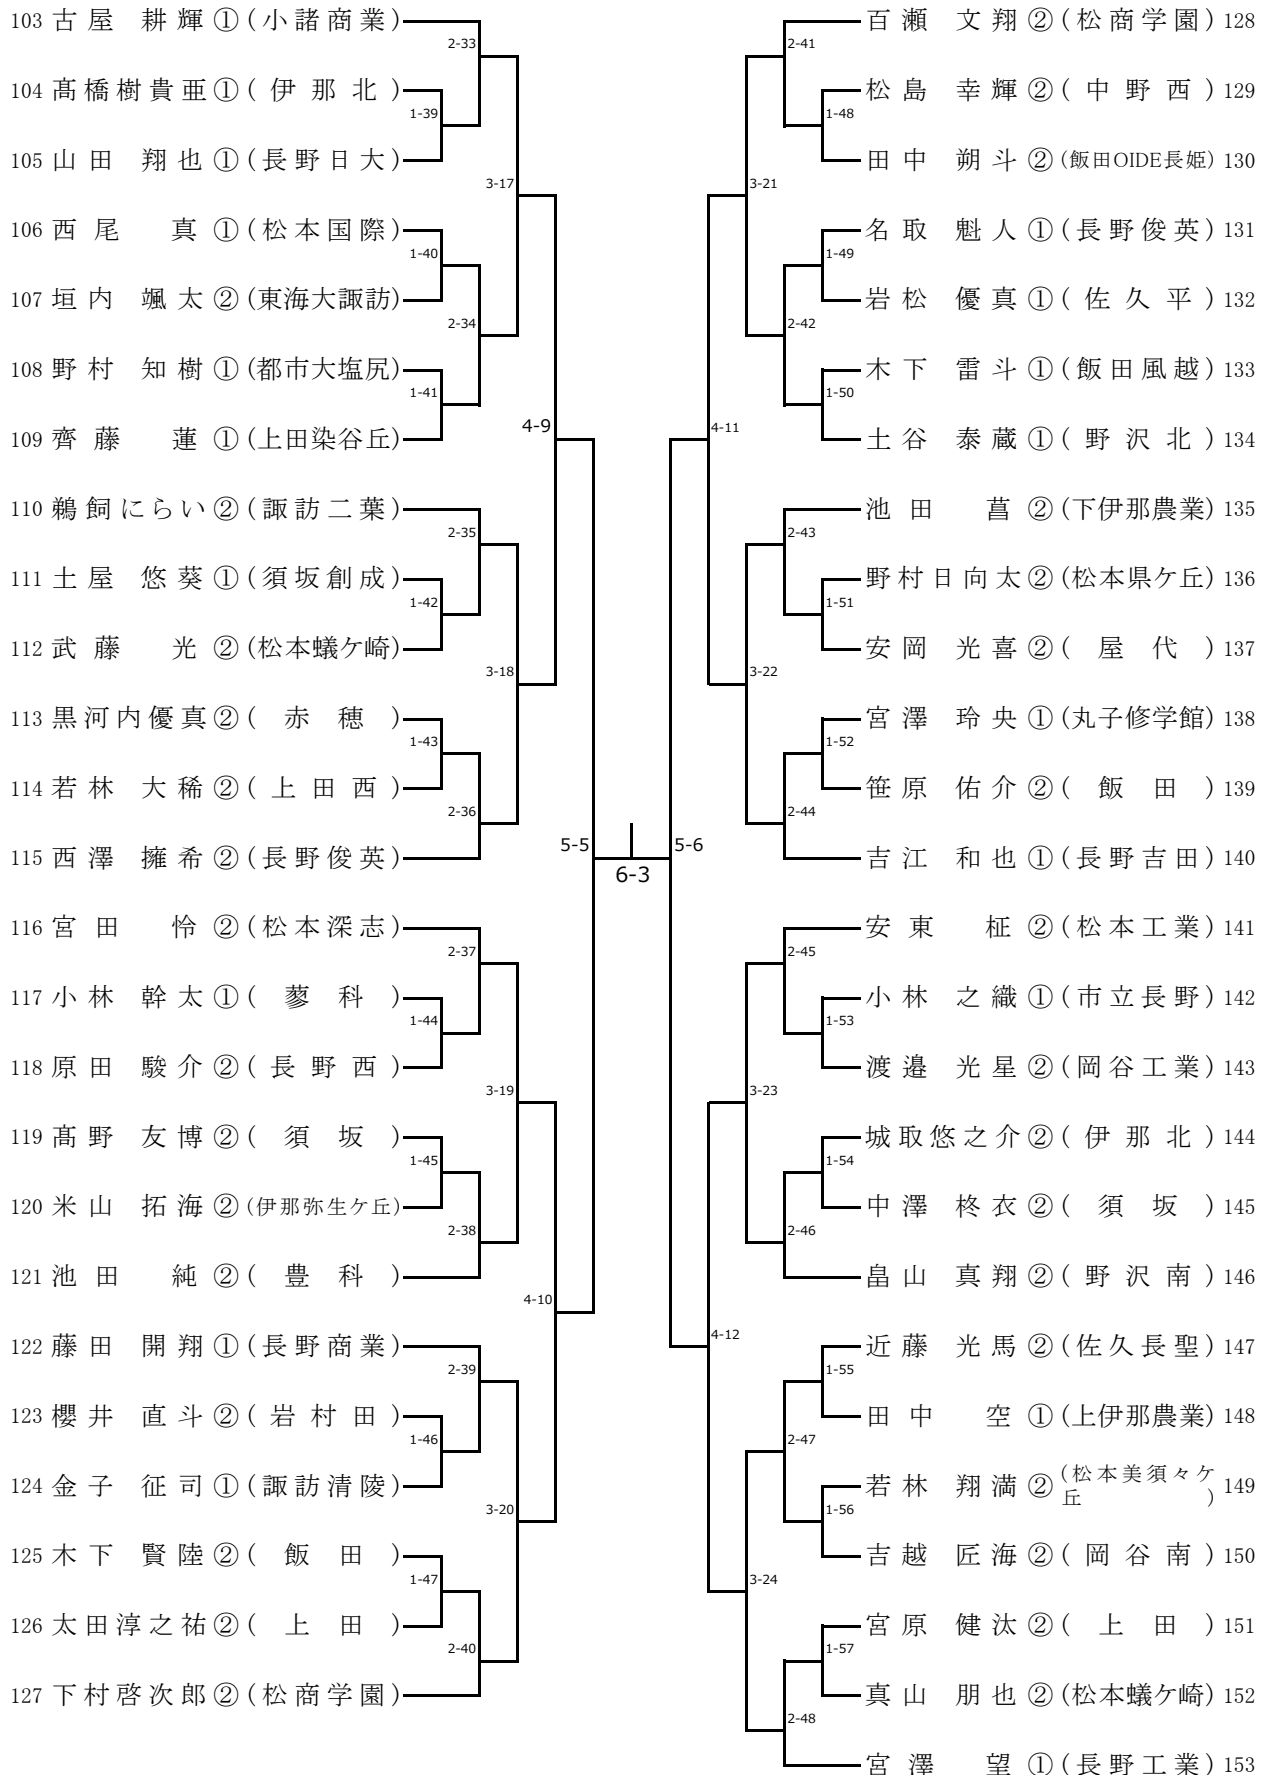 103 古屋 耕輝 ① (小諸商業)
2-33
104 髙橋樹貴亜 ① (伊那北)
1-39
105 山田 翔也 ① (長野日大)
3-17
106 西尾 真 ① (松本国際)
1-40
107 垣内 颯太 ② (東海大諏訪)
2-34
108 野村 知樹 ① (都市大塩尻)
1-41
109 齊藤 蓮 ① (上田染谷丘)
4-9
110 鵜飼にらい ② (諏訪二葉)
2-35
111 土屋 悠葵 ① (須坂創成)
1-42
112 武藤 光 ② (松本蟻ケ崎)
3-18
113 黒河内優真 ② (赤穂)
1-43
114 若林 大稀 ② (上田西)
2-36
115 西澤 擁希 ② (長野俊英)
5-5
6-3
116 宮田 怜 ② (松本深志)
2-37
117 小林 幹太 ① (蓼科)
1-44
118 原田 駿介 ② (長野西)
3-19
119 髙野 友博 ② (須坂)
1-45
120 米山 拓海 ② (伊那弥生ケ丘)
2-38
121 池田 純 ② (豊科)
4-10
122 藤田 開翔 ① (長野商業)
2-39
123 櫻井 直斗 ② (岩村田)
1-46
124 金子 征司 ① (諏訪清陵)
3-20
125 木下 賢陸 ② (飯田)
1-47
126 太田淳之祐 ② (上田)
2-40
127 下村啓次郎 ② (松商学園)
百瀬 文翔 ② (松商学園) 128
2-41
松島 幸輝 ② (中野西) 129
1-48
田中 朔斗 ② (飯田OIDE長姫) 130
3-21
名取 魁人 ① (長野俊英) 131
1-49
岩松 優真 ① (佐久平) 132
2-42
木下 雷斗 ① (飯田風越) 133
1-50
土谷 泰蔵 ① (野沢北) 134
4-11
池田 菖 ② (下伊那農業) 135
2-43
野村日向太 ② (松本県ケ丘) 136
1-51
安岡 光喜 ② (屋代) 137
3-22
宮澤 玲央 ① (丸子修学館) 138
1-52
笹原 佑介 ② (飯田) 139
2-44
吉江 和也 ① (長野吉田) 140
5-6
安東 柾 ② (松本工業) 141
2-45
小林 之織 ① (市立長野) 142
1-53
渡邉 光星 ② (岡谷工業) 143
3-23
城取悠之介 ② (伊那北) 144
1-54
中澤 柊衣 ② (須坂) 145
2-46
畠山 真翔 ② (野沢南) 146
4-12
近藤 光馬 ② (佐久長聖) 147
1-55
田中 空 ① (上伊那農業) 148
2-47
若林 翔満 ② (松本美須々ケ丘) 149
1-56
吉越 匠海 ② (岡谷南) 150
3-24
宮原 健汰 ② (上田) 151
1-57
真山 朋也 ② (松本蟻ケ崎) 152
2-48
宮澤 望 ① (長野工業) 153